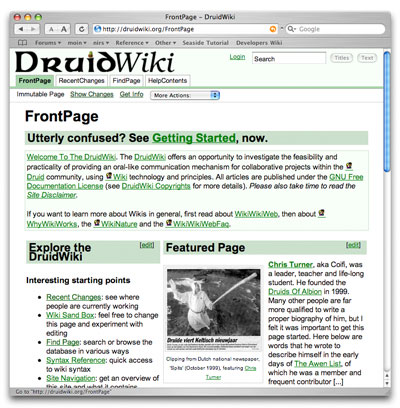 FrontPage – DruidWiki
http://druidwiki.org/FrontPage
Google
Forums moin nirs Reference Other Seaside Tutorial Developers Wiki
DRUIDWiki
Login
Search
Titles Text
FrontPage RecentChanges FindPage HelpContents
Immutable Page Show Changes Get Info More Actions:
FrontPage
Utterly confused? See Getting Started, now.
Welcome To The DruidWiki. The DruidWiki offers an opportunity to investigate the feasibility and
practicality of providing an oral-like communication mechanism for collaborative projects within the
Druid community, using Wiki technology and principles. All articles are published under the GNU Free
Documentation License (see DruidWiki Copyrights for more details). Please also take time to read the
Site Disclaimer.
If you want to learn more about Wikis in general, first read about WikiWikiWeb, then about
WhyWikiWorks, the WikiNature and the WikiWikiWebFaq.
Explore the [edit]
DruidWiki
Interesting starting points
Recent Changes: see where
people are currently working
Wiki Sand Box: feel free to change
this page and experiment with
editing
Find Page: search or browse the
database in various ways
Syntax Reference: quick access
to wiki syntax
Site Navigation: get an overview of
this site and what it contains
Featured Page [edit]
Druïde viert Keltisch nieuwjaar
Clipping from Dutch national newspaper,
'Spits' (October 1999), featuring Chris
Turner
Chris Turner, aka Coifi, was
a leader, teacher and life-long
student. He founded the
Druids Of Albion in 1999.
Many other people are far
more qualified to write a
proper biography of him, but I
felt it was important to get this
page started. Here below are
words that he wrote to
describe himself in the early
days of The Awen List, of
which he was a member and
frequent contributor [...]
Go to "http://druidwiki.org/FrontPage"